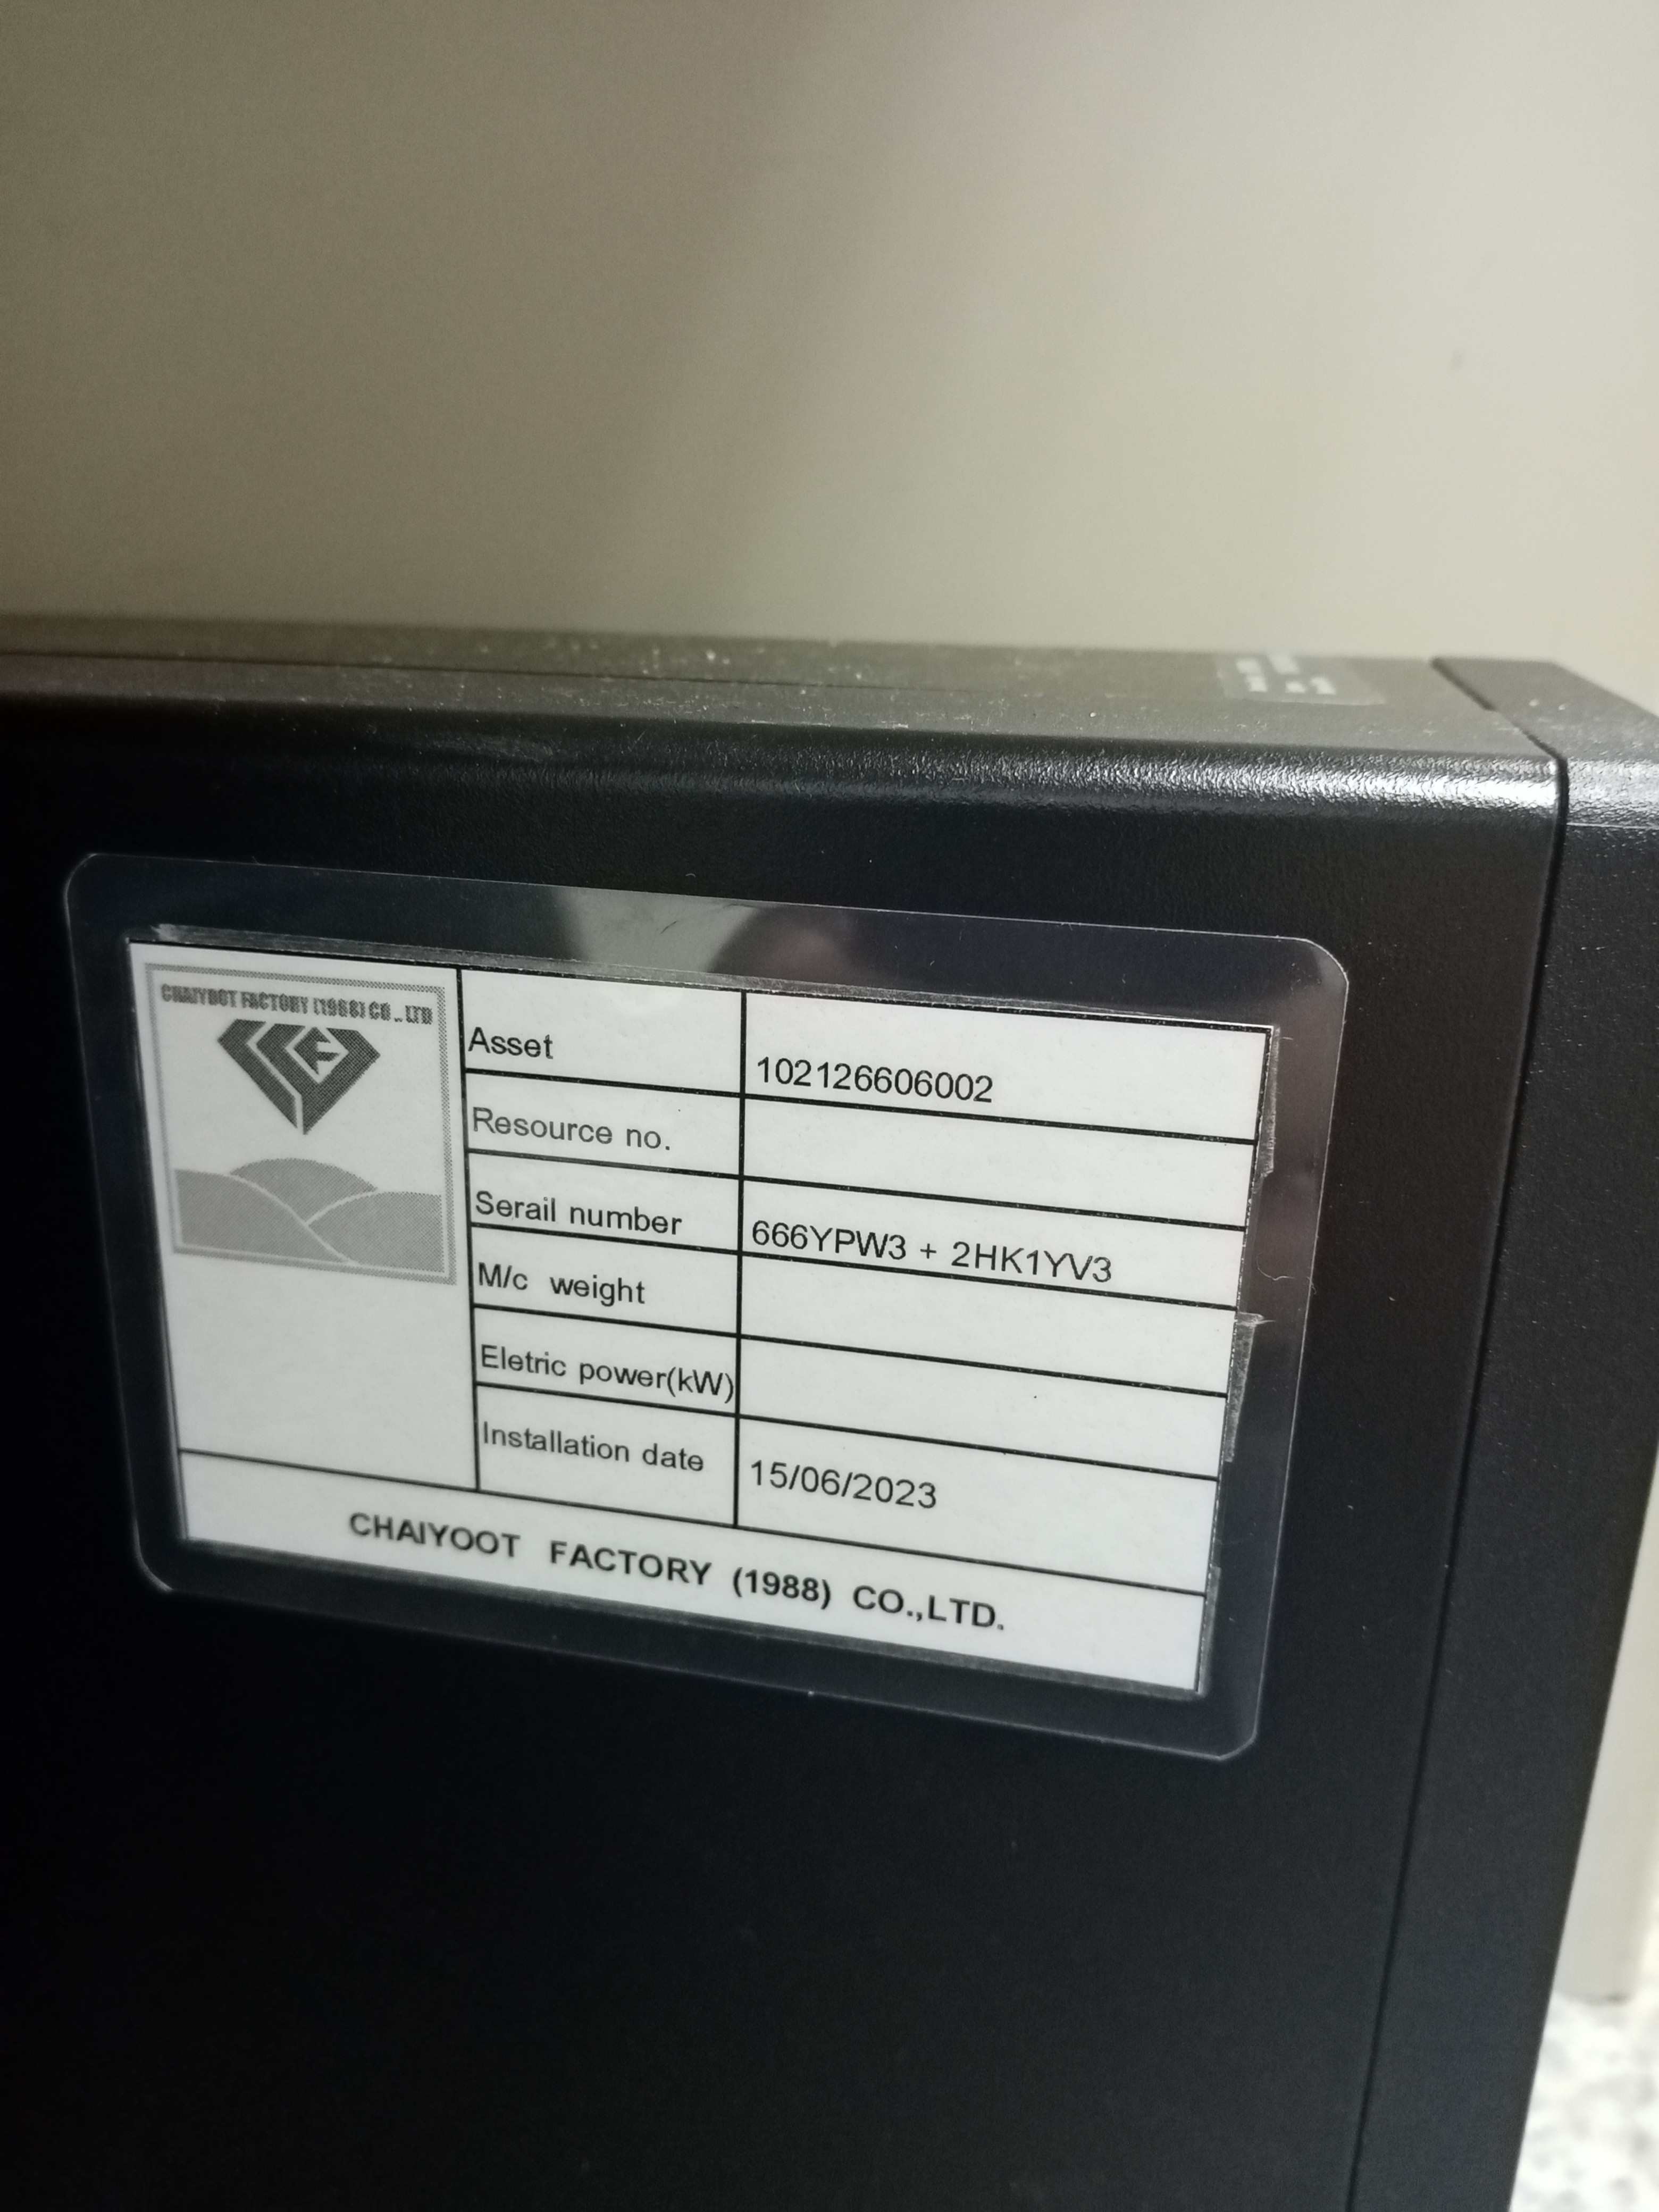 CHAIYOOT FACTORY (1988) CO.,LTD
Asset 102126606002
Resource no.
Serail number 666YPW3 + 2HK1YV3
M/c weight
Eletric power(kW)
Installation date 15/06/2023
CHAIYOOT FACTORY (1988) CO.,LTD.